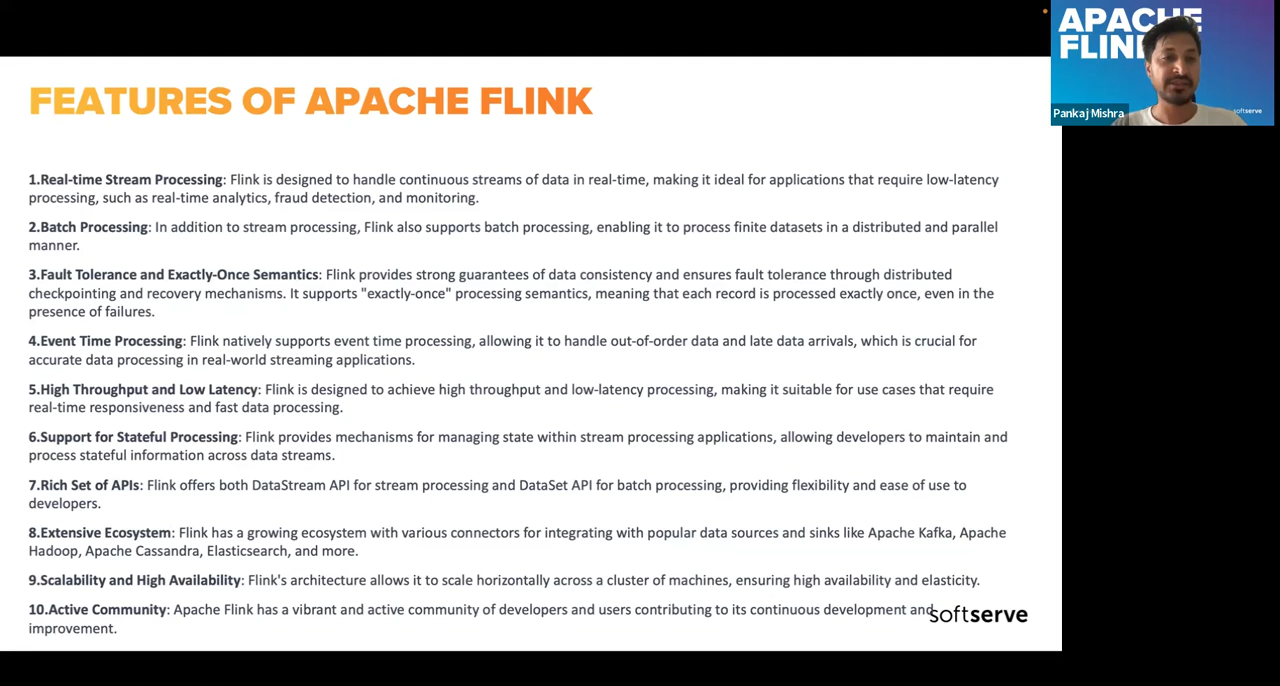 APACHE
FLIN
Pankaj Mishra
softserve
FEATURES OF APACHE FLINK
1.Real-time Stream Processing: Flink is designed to handle continuous streams of data in real-time, making it ideal for applications that require low-latency
processing, such as real-time analytics, fraud detection, and monitoring.
2.Batch Processing: In addition to stream processing, Flink also supports batch processing, enabling it to process finite datasets in a distributed and parallel
manner.
3.Fault Tolerance and Exactly-Once Semantics: Flink provides strong guarantees of data consistency and ensures fault tolerance through distributed
checkpointing and recovery mechanisms. It supports "exactly-once" processing semantics, meaning that each record is processed exactly once, even in the
presence of failures.
4.Event Time Processing: Flink natively supports event time processing, allowing it to handle out-of-order data and late data arrivals, which is crucial for
accurate data processing in real-world streaming applications.
5.High Throughput and Low Latency: Flink is designed to achieve high throughput and low-latency processing, making it suitable for use cases that require
real-time responsiveness and fast data processing.
6.Support for Stateful Processing: Flink provides mechanisms for managing state within stream processing applications, allowing developers to maintain and
process stateful information across data streams.
7.Rich Set of APIs: Flink offers both DataStream API for stream processing and DataSet API for batch processing, providing flexibility and ease of use to
developers.
8.Extensive Ecosystem: Flink has a growing ecosystem with various connectors for integrating with popular data sources and sinks like Apache Kafka, Apache
Hadoop, Apache Cassandra, Elasticsearch, and more.
9.Scalability and High Availability: Flink's architecture allows it to scale horizontally across a cluster of machines, ensuring high availability and elasticity.
10.Active Community: Apache Flink has a vibrant and active community of developers and users contributing to its continuous development and
improvement.
softserve